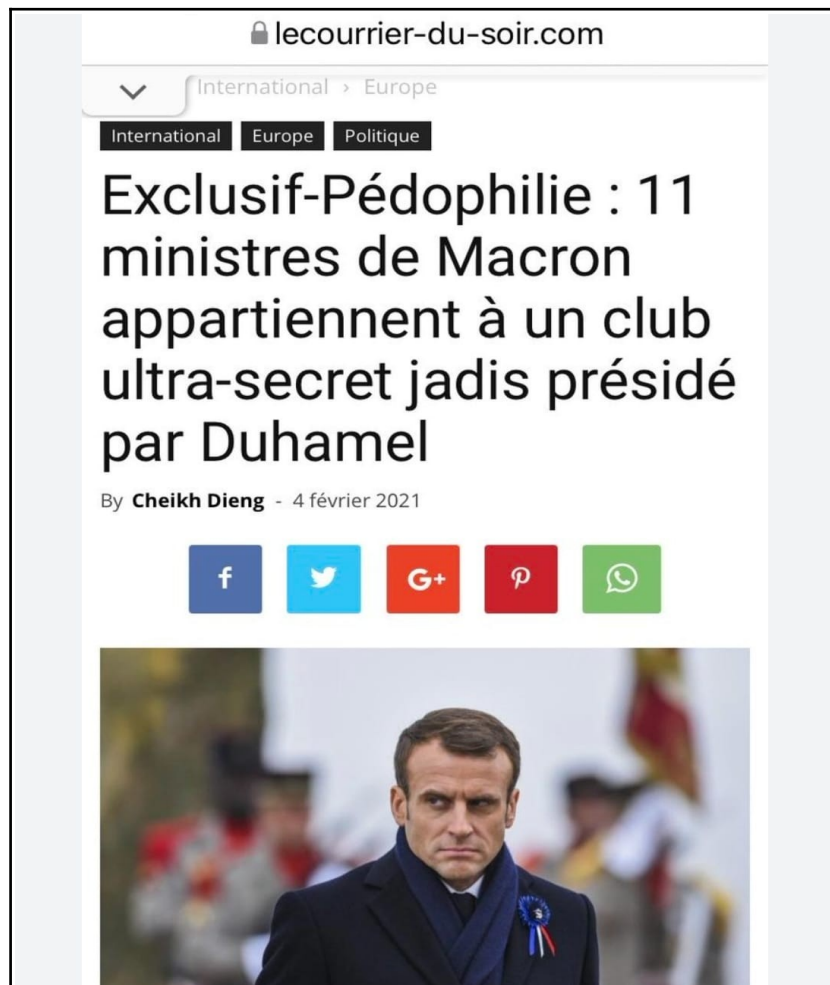 lecourrier-du-soir.com
International › Europe
International Europe Politique
Exclusif-Pédophilie : 11
ministres de Macron
appartiennent à un club
ultra-secret jadis présidé
par Duhamel
By Cheikh Dieng - 4 février 2021
f G+